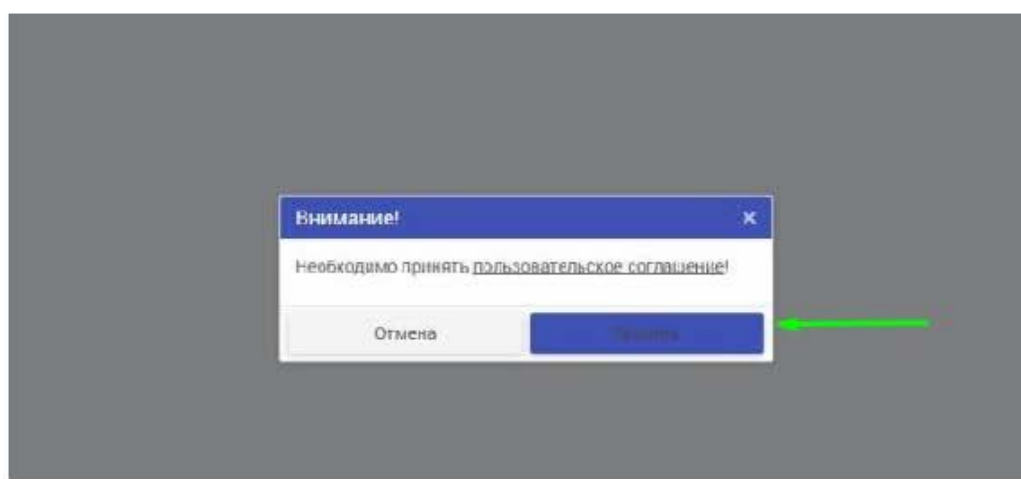 Внимание!
Необходимо принять пользовательское соглашение!
Отмена